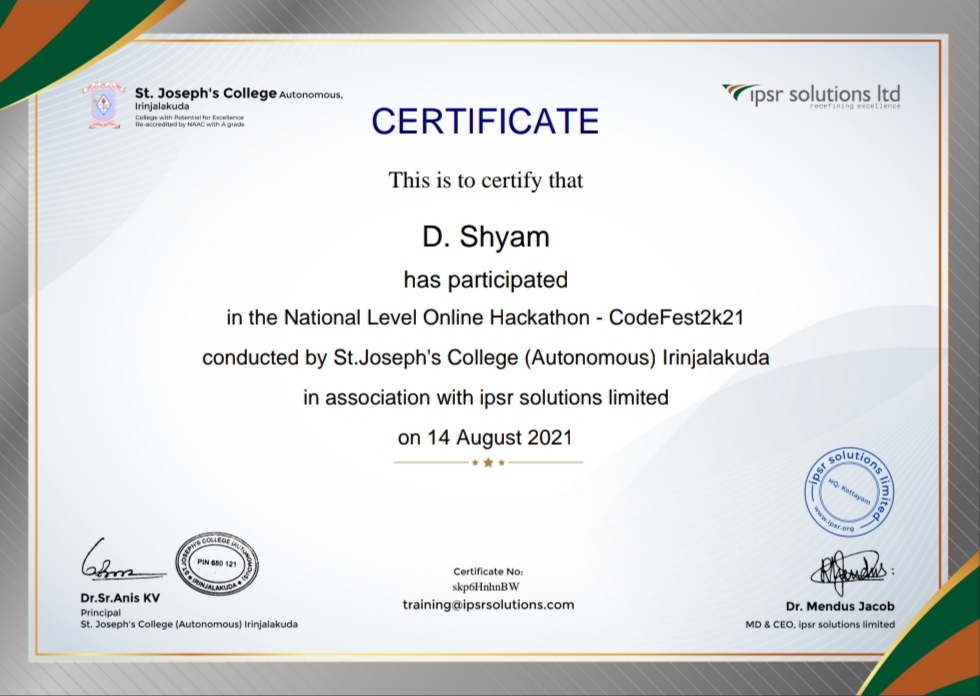 St. Joseph's College Autonomous,
Irinjalakuda
College with Potential for Excellence
Re-accredited by NAAC with A grade
ipsr solutions ltd
redefining excellence
CERTIFICATE
This is to certify that
D. Shyam
has participated
in the National Level Online Hackathon - CodeFest2k21
conducted by St.Joseph's College (Autonomous) Irinjalakuda
in association with ipsr solutions limited
on 14 August 2021
ipsr solutions limited
HQ. Kottayam
www.ipsr.org
ST.JOSEPH'S COLLEGE (AUTONOMOUS)
PIN 680 121
IRINJALAKUDA
Dr.Sr.Anis KV
Principal
St. Joseph's College (Autonomous) Irinjalakuda
Certificate No:
skp6HnhnBW
training@ipsrsolutions.com
Dr. Mendus Jacob
MD & CEO, ipsr solutions limited